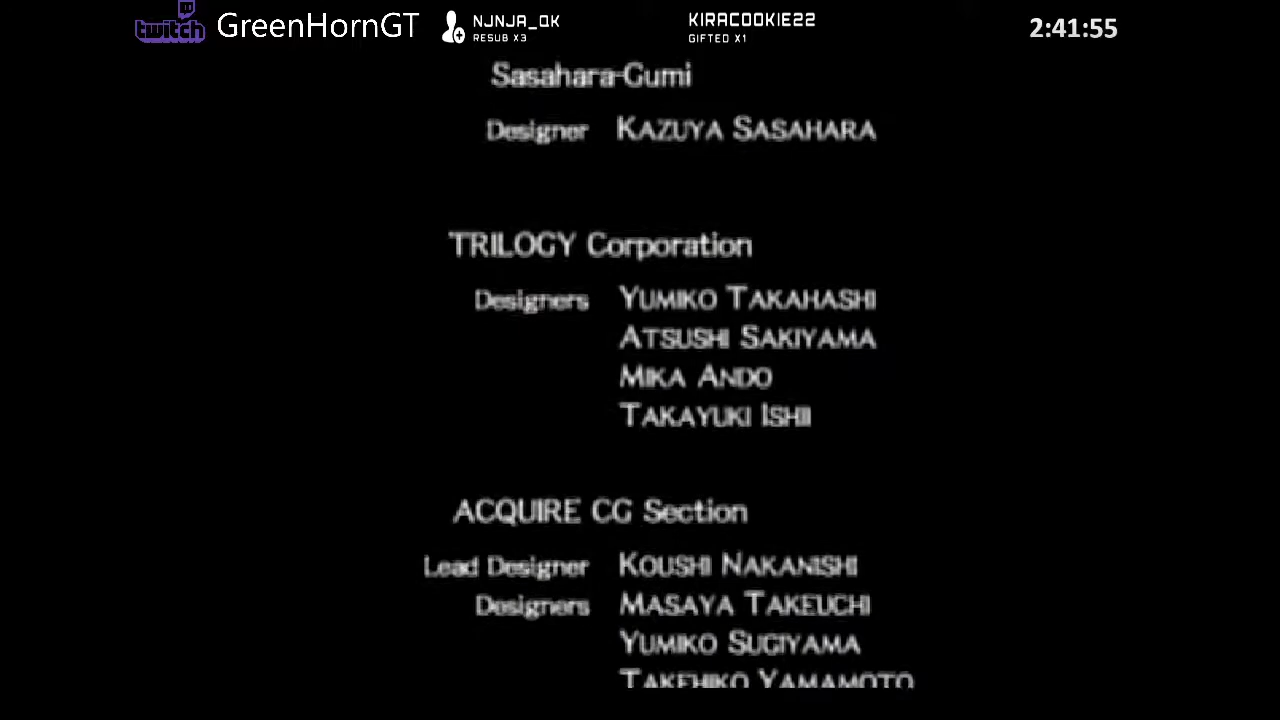 twitch GreenHornGT NJNJA_OK KIRACOOKIE22 2:41:55
RESUB X3 GIFTED X1
Sasahara-Gumi
Designer KAZUYA SASAHARA
TRILOGY Corporation
Designers YUMIKO TAKAHASHI
ATSUSHI SAKIYAMA
MIKA ANDO
TAKAYUKI ISHII
ACQUIRE CG Section
Lead Designer KOUSHI NAKANISHI
Designers MASAYA TAKEUCHI
YUMIKO SUGIYAMA
TAKEHIKO YAMAMOTO